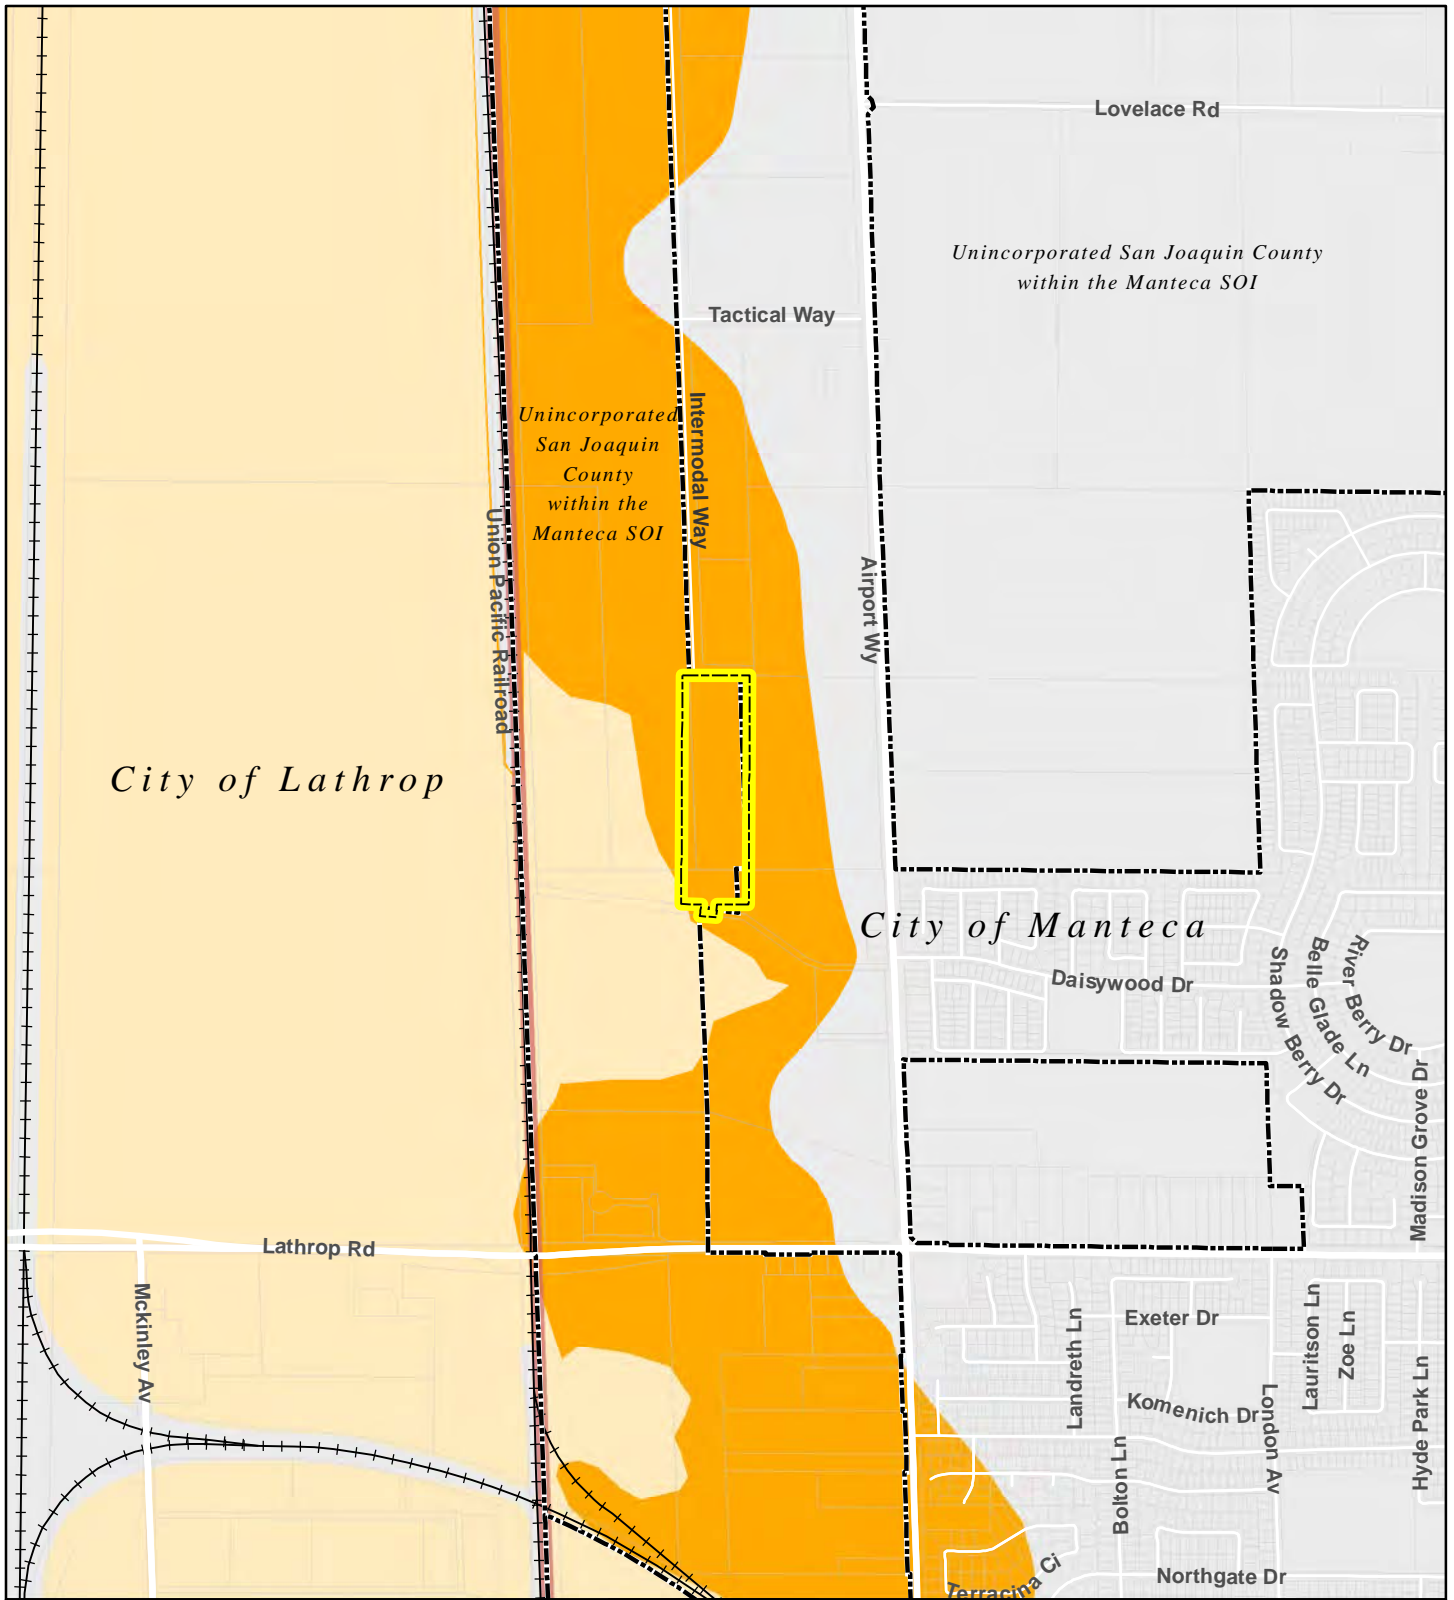 Lovelace Rd
Unincorporated San Joaquin County
within the Manteca SOI
Tactical Way
Unincorporated
San Joaquin
County
within the
Manteca SOI
Intermodal Way
Union Pacific Railroad
Airport Wy
City of Lathrop
City of Manteca
Daisywood Dr
Shadow Berry Dr
Belle Glade Ln
River Berry Dr
Madison Grove Dr
Lathrop Rd
Mckinley Av
Landreth Ln
Exeter Dr
Lauritson Ln
Zoe Ln
Komenich Dr
London Av
Hyde Park Ln
Bolton Ln
Terracina Ci
Northgate Dr